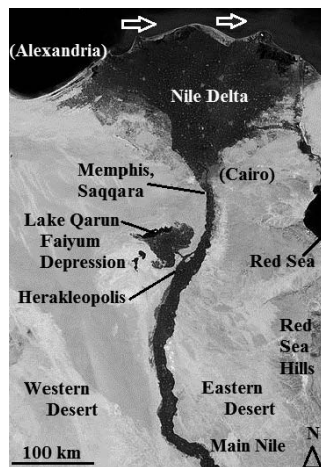 (Alexandria)
Nile Delta
Memphis,
Saqqara
(Cairo)
Lake Qarun
Faiyum
Depression
Red Sea
Herakleopolis
Red
Sea
Hills
Western
Desert
Eastern
Desert
N
Main Nile
100 km